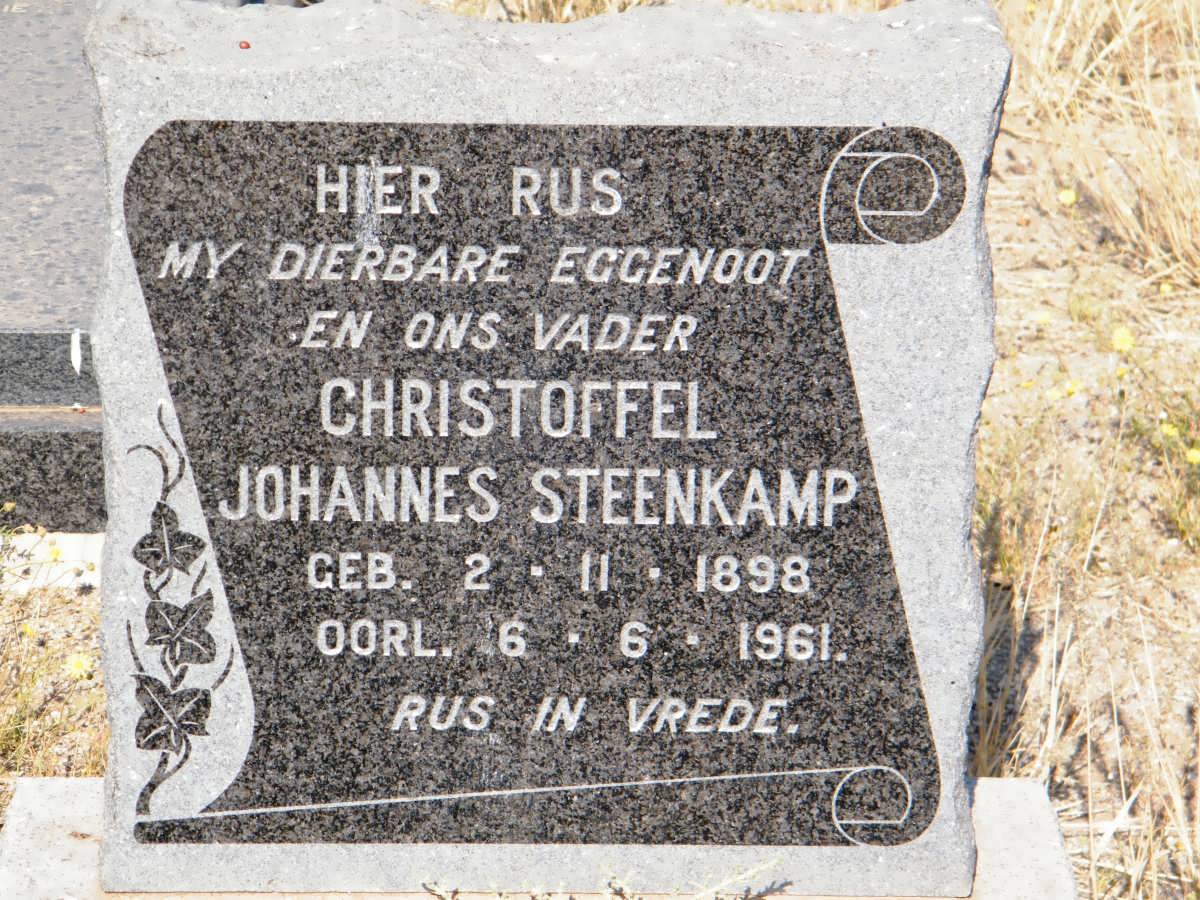 HIER RUS
MY DIERBARE EGGENOOT
EN ONS VADER
CHRISTOFFEL
JOHANNES STEENKAMP
GEB. 2 · 11 · 1898
OORL. 6 · 6 · 1961.
RUS IN VREDE.